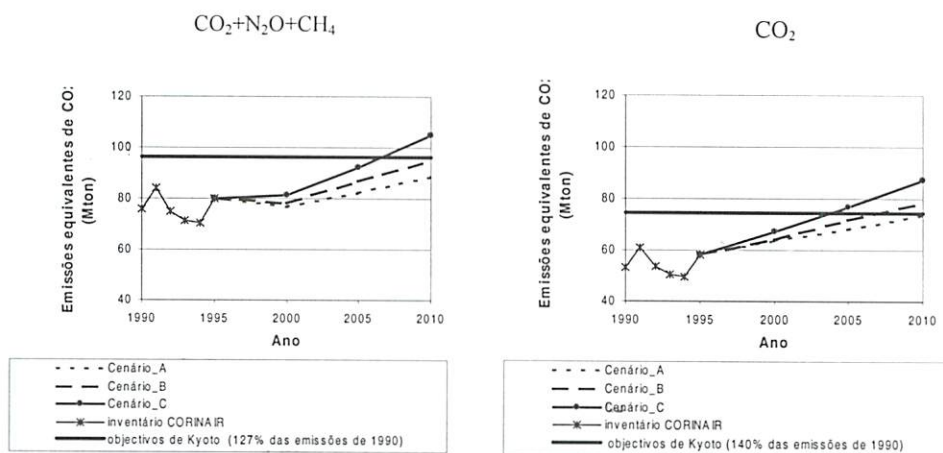 CO₂+N₂O+CH₄
Emissões equivalentes de CO:
(Mton)
120
100
80
60
40
1990
1995
2000
2005
2010
Ano
Cenário_A
Cenário_B
Cenário_C
inventário CORINAIR
objectivos de Kyoto (127% das emissões de 1990)
CO₂
Emissões equivalentes de CO:
(Mton)
120
100
80
60
40
1990
1995
2000
2005
2010
Ano
Cenário_A
Cenário_B
Cenário_C
inventário CORINAIR
objectivos de Kyoto (140% das emissões de 1990)